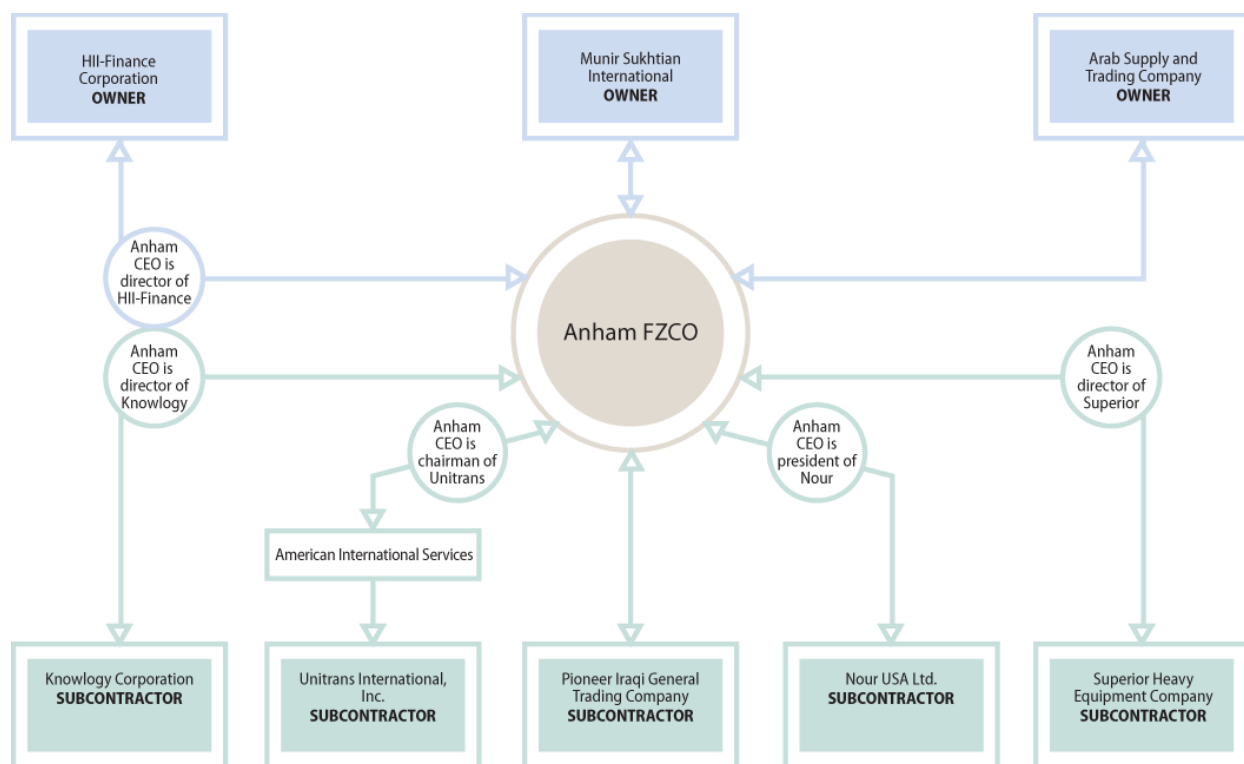 HII-Finance
Corporation
OWNER
Munir Sukhtian
International
OWNER
Arab Supply and
Trading Company
OWNER
Anham
CEO is
director of
HII-Finance
Anham FZCO
Anham
CEO is
director of
Knowlogy
Anham
CEO is
director of
Superior
Anham
CEO is
chairman of
Unitrans
Anham
CEO is
president of
Nour
American International Services
Knowlogy Corporation
SUBCONTRACTOR
Unitrans International,
Inc.
SUBCONTRACTOR
Pioneer Iraqi General
Trading Company
SUBCONTRACTOR
Nour USA Ltd.
SUBCONTRACTOR
Superior Heavy
Equipment Company
SUBCONTRACTOR